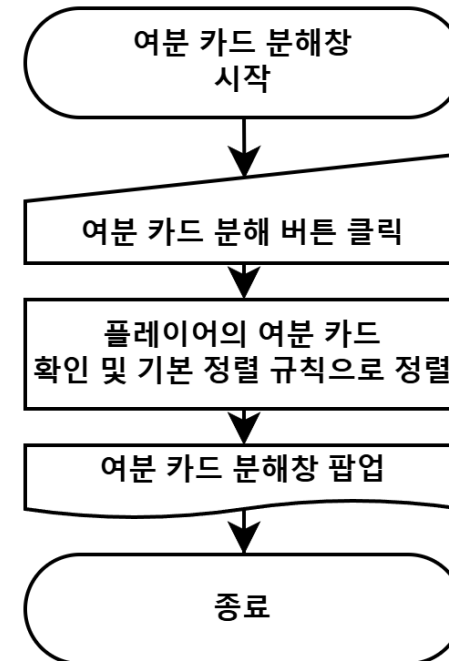 여분 카드 분해창
시작
여분 카드 분해 버튼 클릭
플레이어의 여분 카드
확인 및 기본 정렬 규칙으로 정렬
여분 카드 분해창 팝업
종료